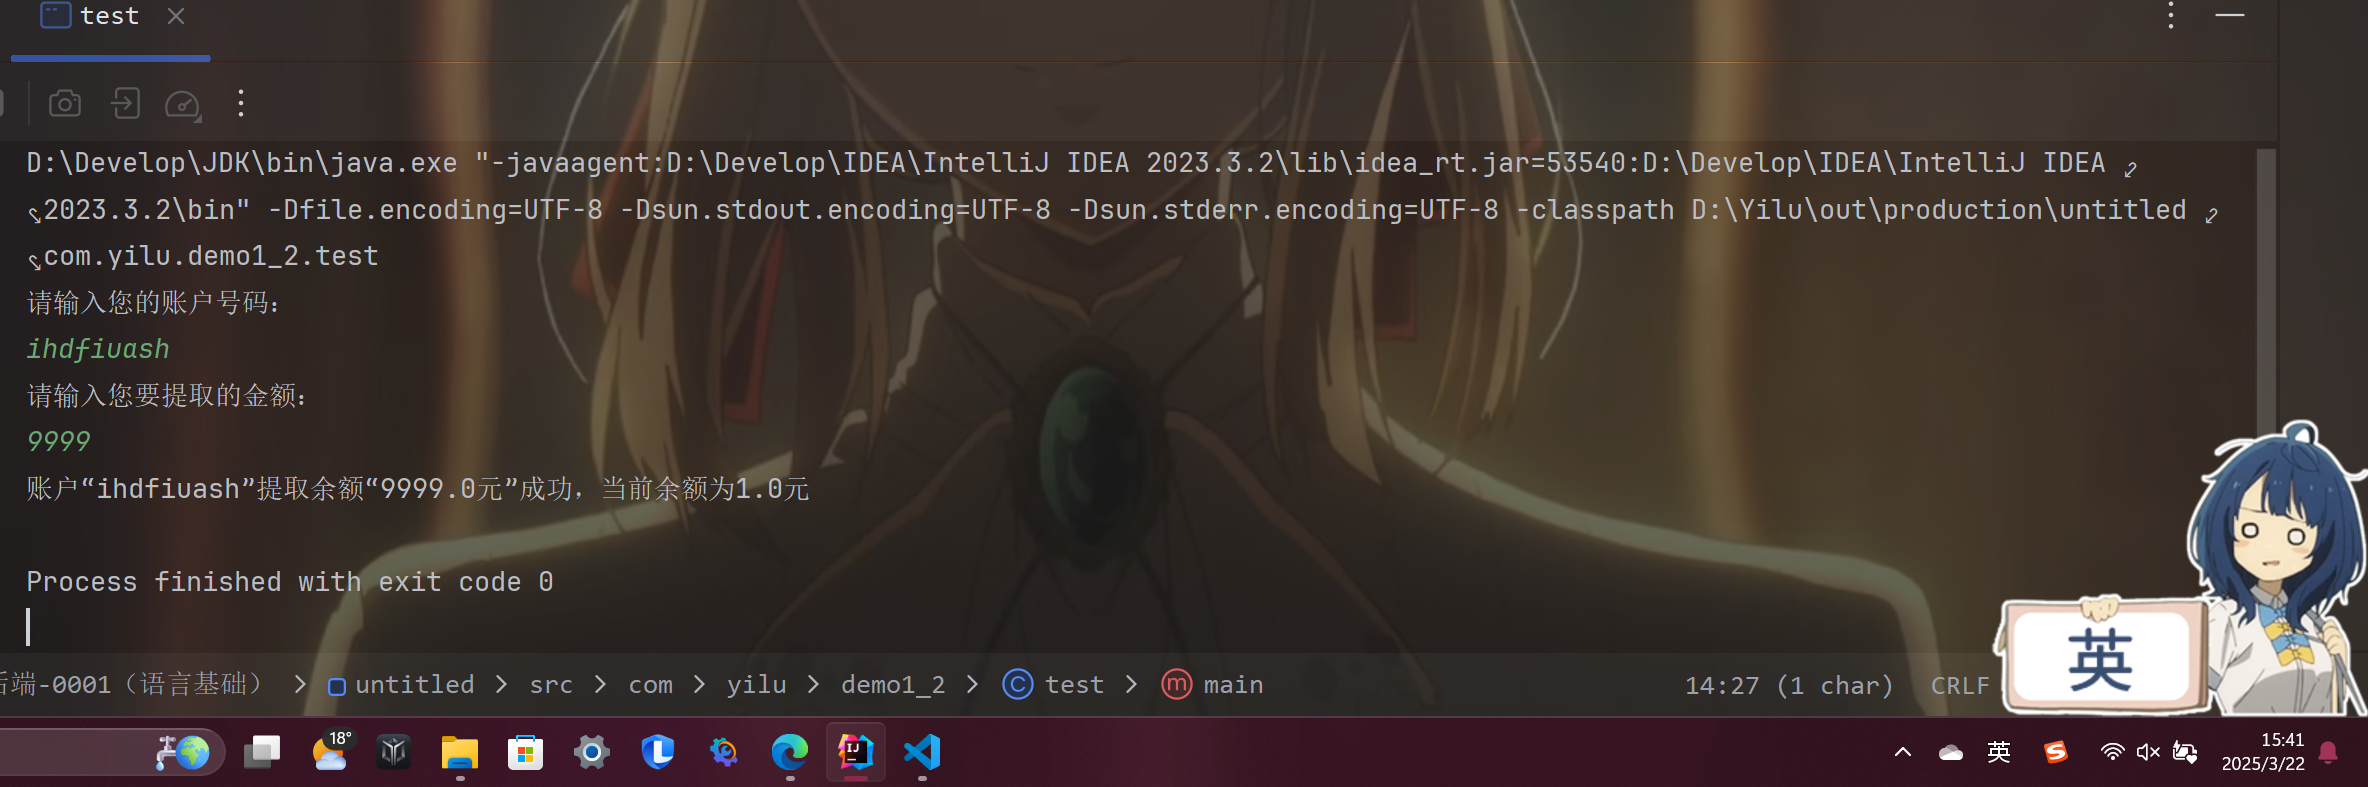 test
D:\Develop\JDK\bin\java.exe "-javaagent:D:\Develop\IDEA\IntelliJ IDEA 2023.3.2\lib\idea_rt.jar=53540:D:\Develop\IDEA\IntelliJ IDEA
2023.3.2\bin" -Dfile.encoding=UTF-8 -Dsun.stdout.encoding=UTF-8 -Dsun.stderr.encoding=UTF-8 -classpath D:\Yilu\out\production\untitled
com.yilu.demo1_2.test
请输入您的账户号码：
ihdfiuash
请输入您要提取的金额：
9999
账户“ihdfiuash”提取余额“9999.0元”成功，当前余额为1.0元
Process finished with exit code 0
后端-0001（语言基础） > untitled > src > com > yilu > demo1_2 > test > main 14:27 (1 char) CRLF
英
18°
英
15:41
2025/3/22